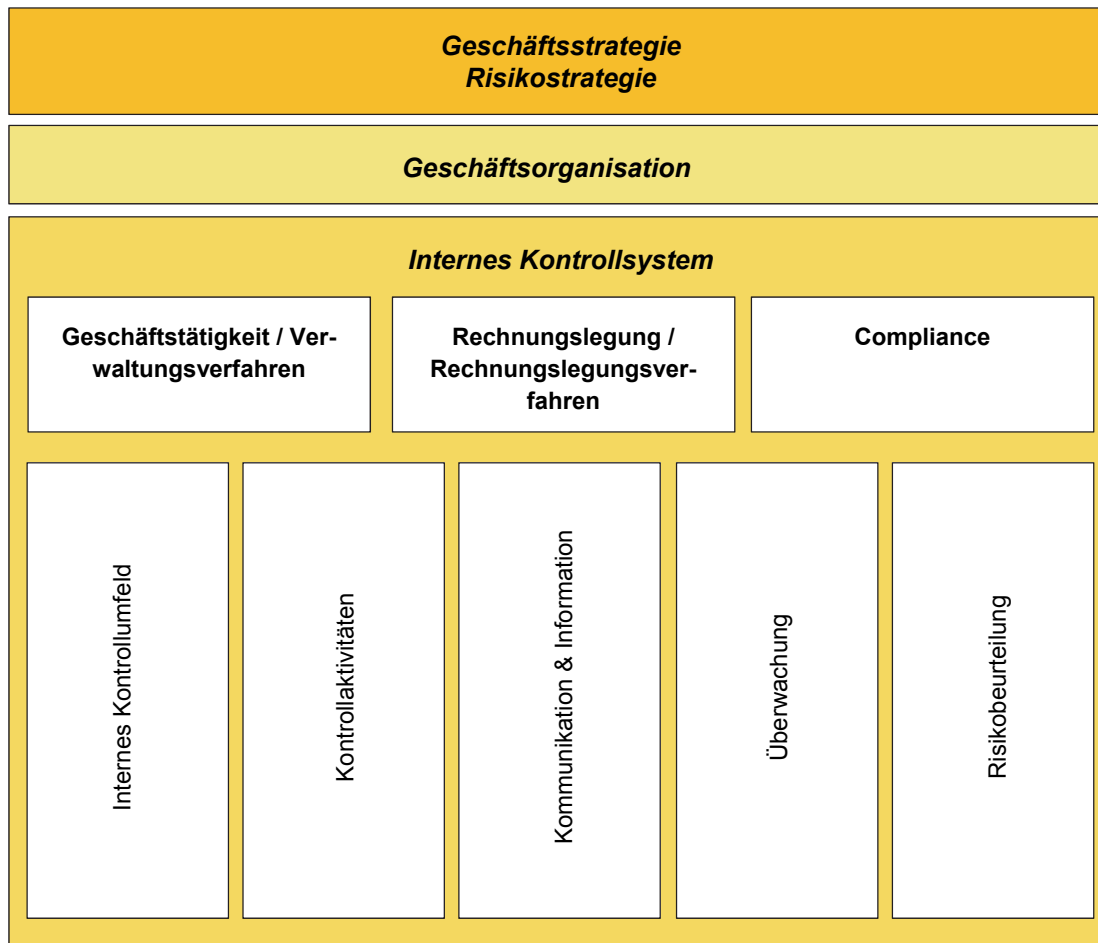 Geschäftsstrategie
Risikostrategie
Geschäftsorganisation
Internes Kontrollsystem
Geschäftstätigkeit / Ver-
waltungsverfahren
Rechnungslegung /
Rechnungslegungsver-
fahren
Compliance
Internes Kontrollumfeld
Kontrollaktivitäten
Kommunikation & Information
Überwachung
Risikobeurteilung